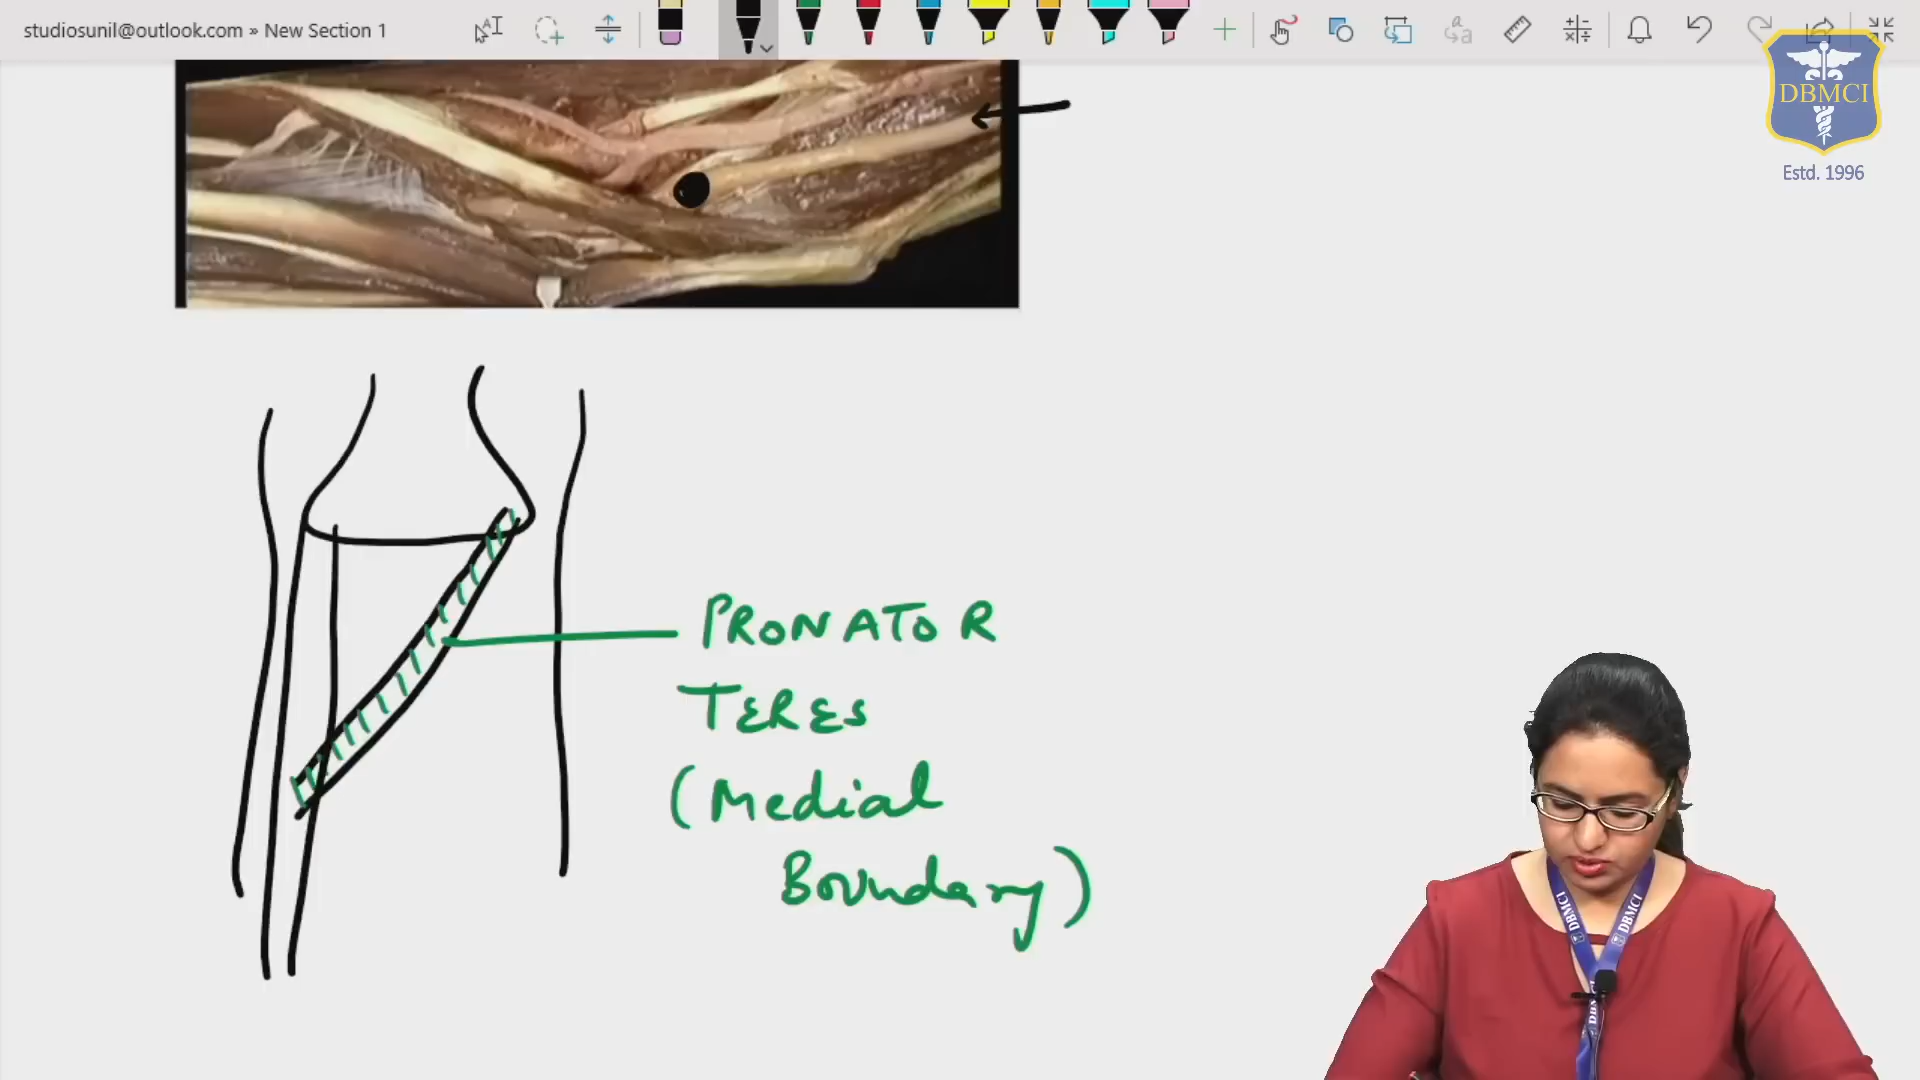 studiosunil@outlook.com » New Section 1
DBMCI
Estd. 1996
PRONATOR
TERES
(Medial
Boundary)
DBMCI
DBMCI